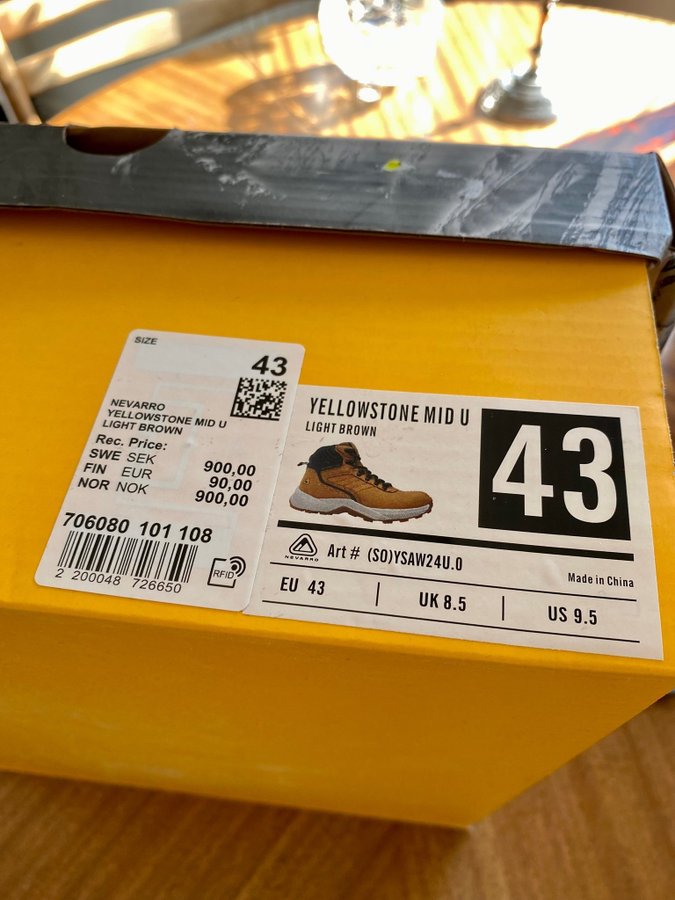 SIZE
43
NEVARRO
YELLOWSTONE MID U
LIGHT BROWN
Rec. Price:
SWE SEK 900,00
FIN EUR 90,00
NOR NOK 900,00
706080 101 108
2 200048 726650
RFID
YELLOWSTONE MID U
LIGHT BROWN
43
NEVARRO
Art # (SO)YSAW24U.0
Made in China
EU 43 | UK 8.5 | US 9.5